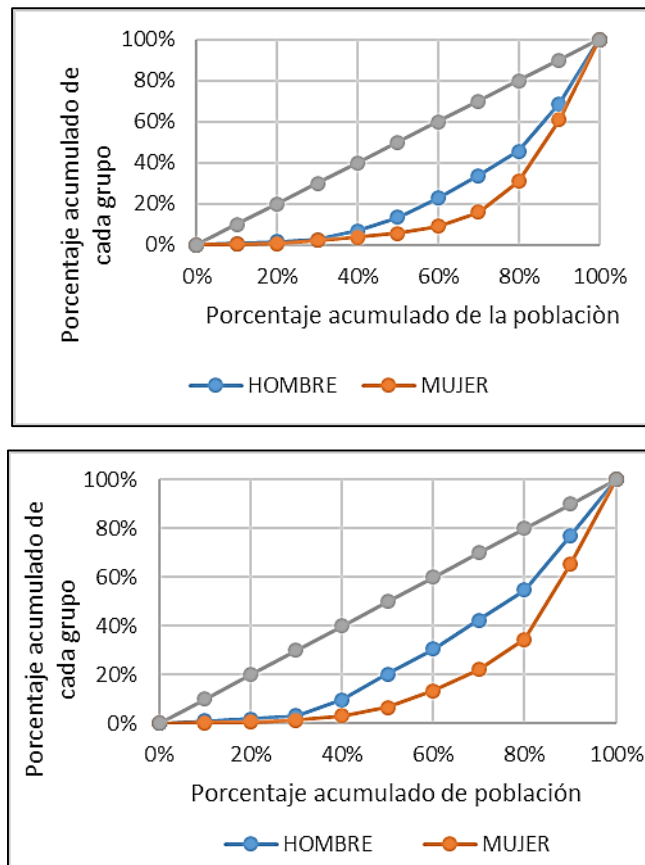 100%
80%
60%
40%
20%
0%
Porcentaje acumulado de
cada grupo
0% 20% 40% 60% 80% 100%
Porcentaje acumulado de la poblaciòn
HOMBRE MUJER
100%
80%
60%
40%
20%
0%
Porcentaje acumulado de
cada grupo
0% 20% 40% 60% 80% 100%
Porcentaje acumulado de población
HOMBRE MUJER